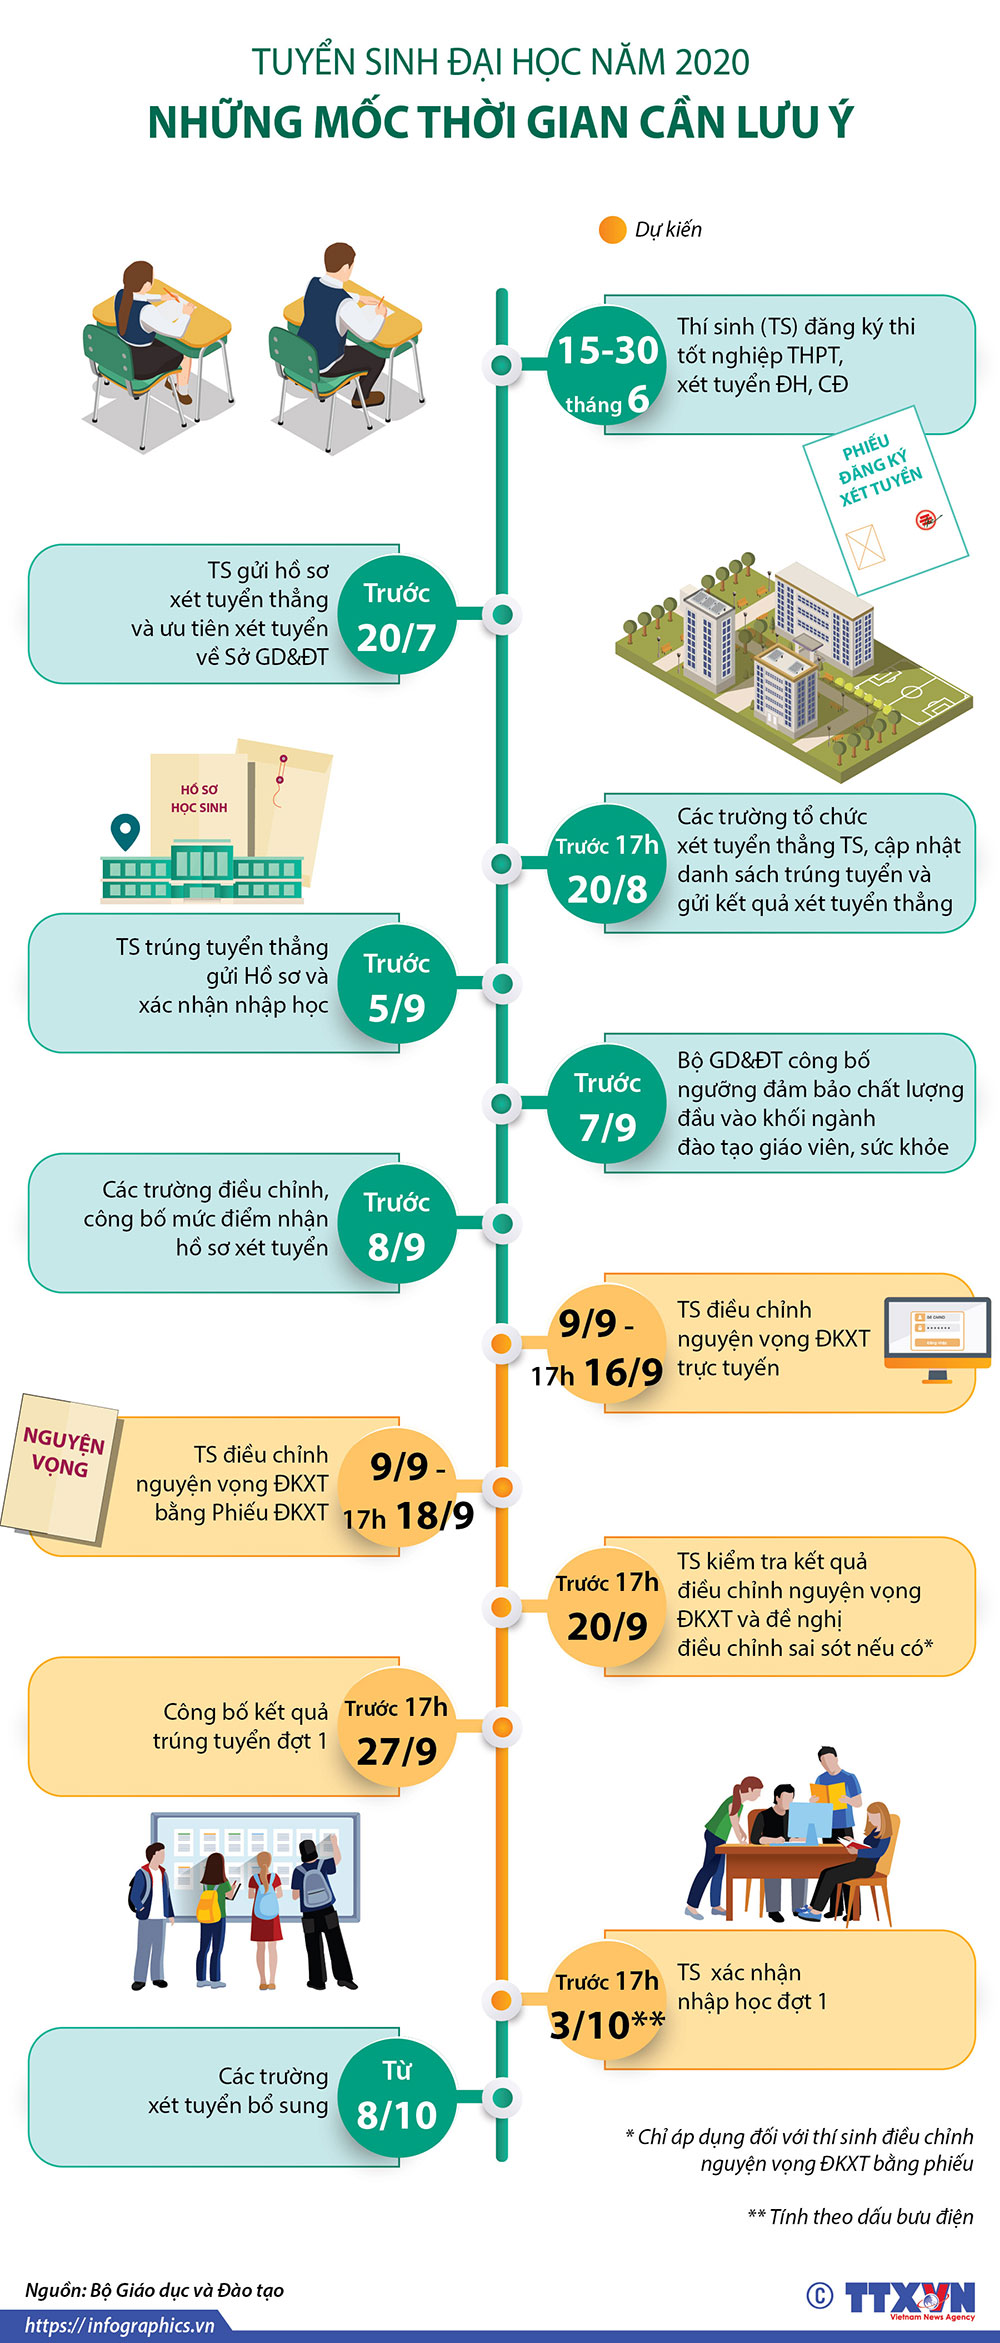 TUYỂN SINH ĐẠI HỌC NĂM 2020
NHỮNG MỐC THỜI GIAN CẦN LƯU Ý
Dự kiến
15-30
tháng 6
Thí sinh (TS) đăng ký thi
tốt nghiệp THPT,
xét tuyển ĐH, CĐ
PHIẾU
ĐĂNG KÝ
XÉT TUYỂN
TS gửi hồ sơ
xét tuyển thẳng
và ưu tiên xét tuyển
về Sở GD&ĐT
Trước
20/7
HỒ SƠ
HỌC SINH
Trước 17h
20/8
Các trường tổ chức
xét tuyển thẳng TS, cập nhật
danh sách trúng tuyển và
gửi kết quả xét tuyển thẳng
TS trúng tuyển thẳng
gửi Hồ sơ và
xác nhận nhập học
Trước
5/9
Trước
7/9
Bộ GD&ĐT công bố
ngưỡng đảm bảo chất lượng
đầu vào khối ngành
đào tạo giáo viên, sức khỏe
Các trường điều chỉnh,
công bố mức điểm nhận
hồ sơ xét tuyển
Trước
8/9
9/9 -
17h 16/9
TS điều chỉnh
nguyện vọng ĐKXT
trực tuyến
NGUYỆN
VỌNG
TS điều chỉnh
nguyện vọng ĐKXT
bằng Phiếu ĐKXT
9/9 -
17h 18/9
Trước 17h
20/9
TS kiểm tra kết quả
điều chỉnh nguyện vọng
ĐKXT và đề nghị
điều chỉnh sai sót nếu có*
Công bố kết quả
trúng tuyển đợt 1
Trước 17h
27/9
Trước 17h
3/10**
TS xác nhận
nhập học đợt 1
Các trường
xét tuyển bổ sung
Từ
8/10
* Chỉ áp dụng đối với thí sinh điều chỉnh
nguyện vọng ĐKXT bằng phiếu
** Tính theo dấu bưu điện
Nguồn: Bộ Giáo dục và Đào tạo
https:// infographics.vn
© TTXVN
Vietnam News Agency